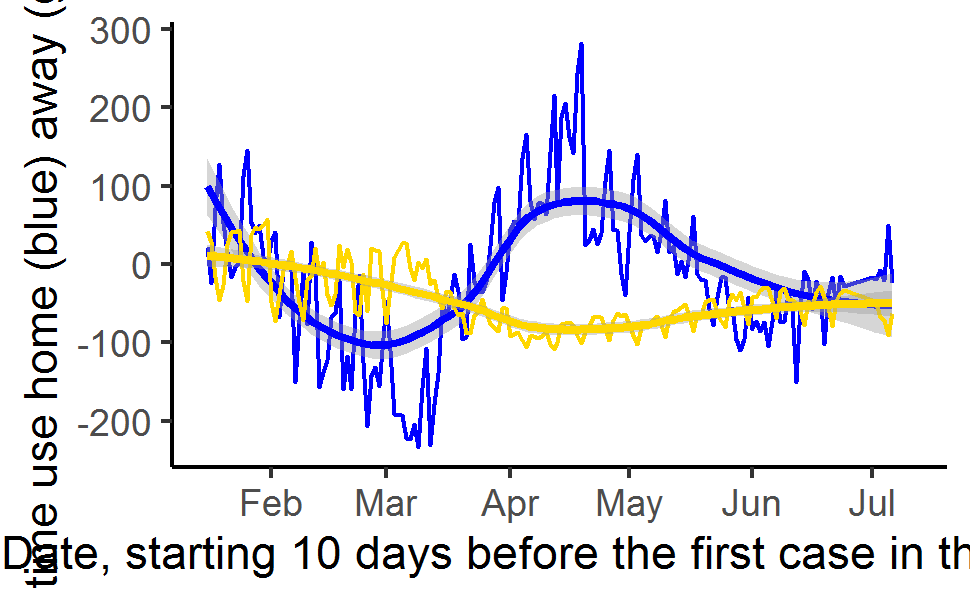 time use home (blue) away (
300
200
100
0
-100
-200
Feb Mar Apr May Jun Jul
Date, starting 10 days before the first case in th